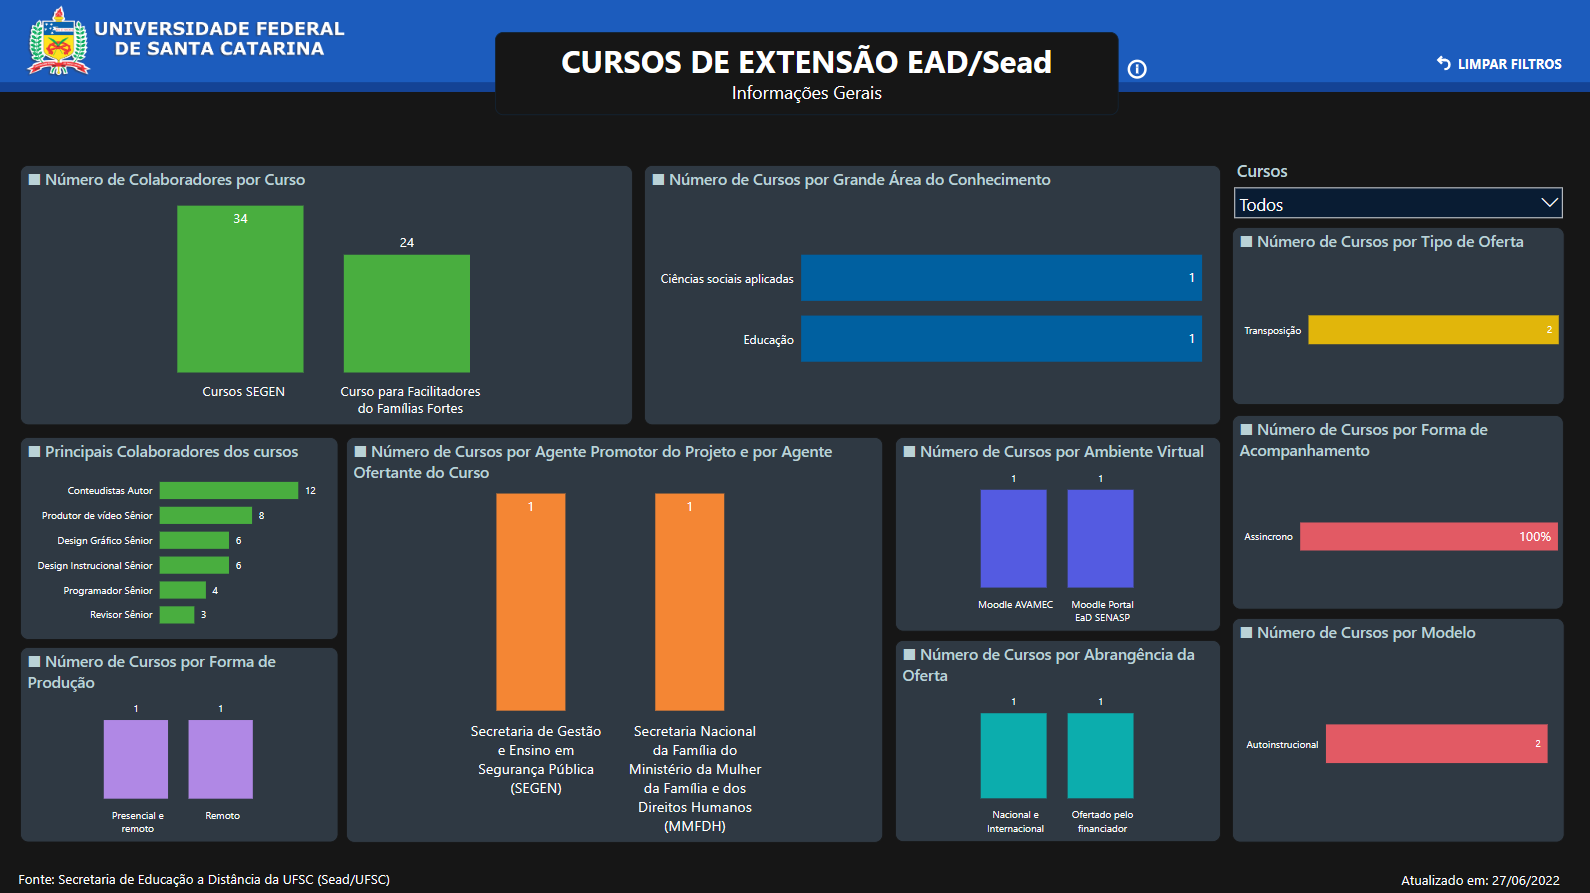 UNIVERSIDADE FEDERAL
DE SANTA CATARINA
CURSOS DE EXTENSÃO EAD/Sead
Informações Gerais
LIMPAR FILTROS
Número de Colaboradores por Curso
34
24
Cursos SEGEN
Curso para Facilitadores
do Famílias Fortes
Número de Cursos por Grande Área do Conhecimento
Ciências sociais aplicadas
1
Educação
1
Cursos
Todos
Número de Cursos por Tipo de Oferta
Transposição
2
Número de Cursos por Forma de
Acompanhamento
Assincrono
100%
Número de Cursos por Modelo
Autoinstrucional
2
Principais Colaboradores dos cursos
Conteudistas Autor
12
Produtor de vídeo Sênior
8
Design Gráfico Sênior
6
Design Instrucional Sênior
6
Programador Sênior
4
Revisor Sênior
3
Número de Cursos por Forma de
Produção
1
1
Presencial e
remoto
Remoto
Número de Cursos por Agente Promotor do Projeto e por Agente
Ofertante do Curso
1
1
Secretaria de Gestão
e Ensino em
Segurança Pública
(SEGEN)
Secretaria Nacional
da Família do
Ministério da Mulher
da Família e dos
Direitos Humanos
(MMFDH)
Número de Cursos por Ambiente Virtual
1
1
Moodle AVAMEC
Moodle Portal
EaD SENASP
Número de Cursos por Abrangência da
Oferta
1
1
Nacional e
Internacional
Ofertado pelo
financiador
Fonte: Secretaria de Educação a Distância da UFSC (Sead/UFSC)
Atualizado em: 27/06/2022